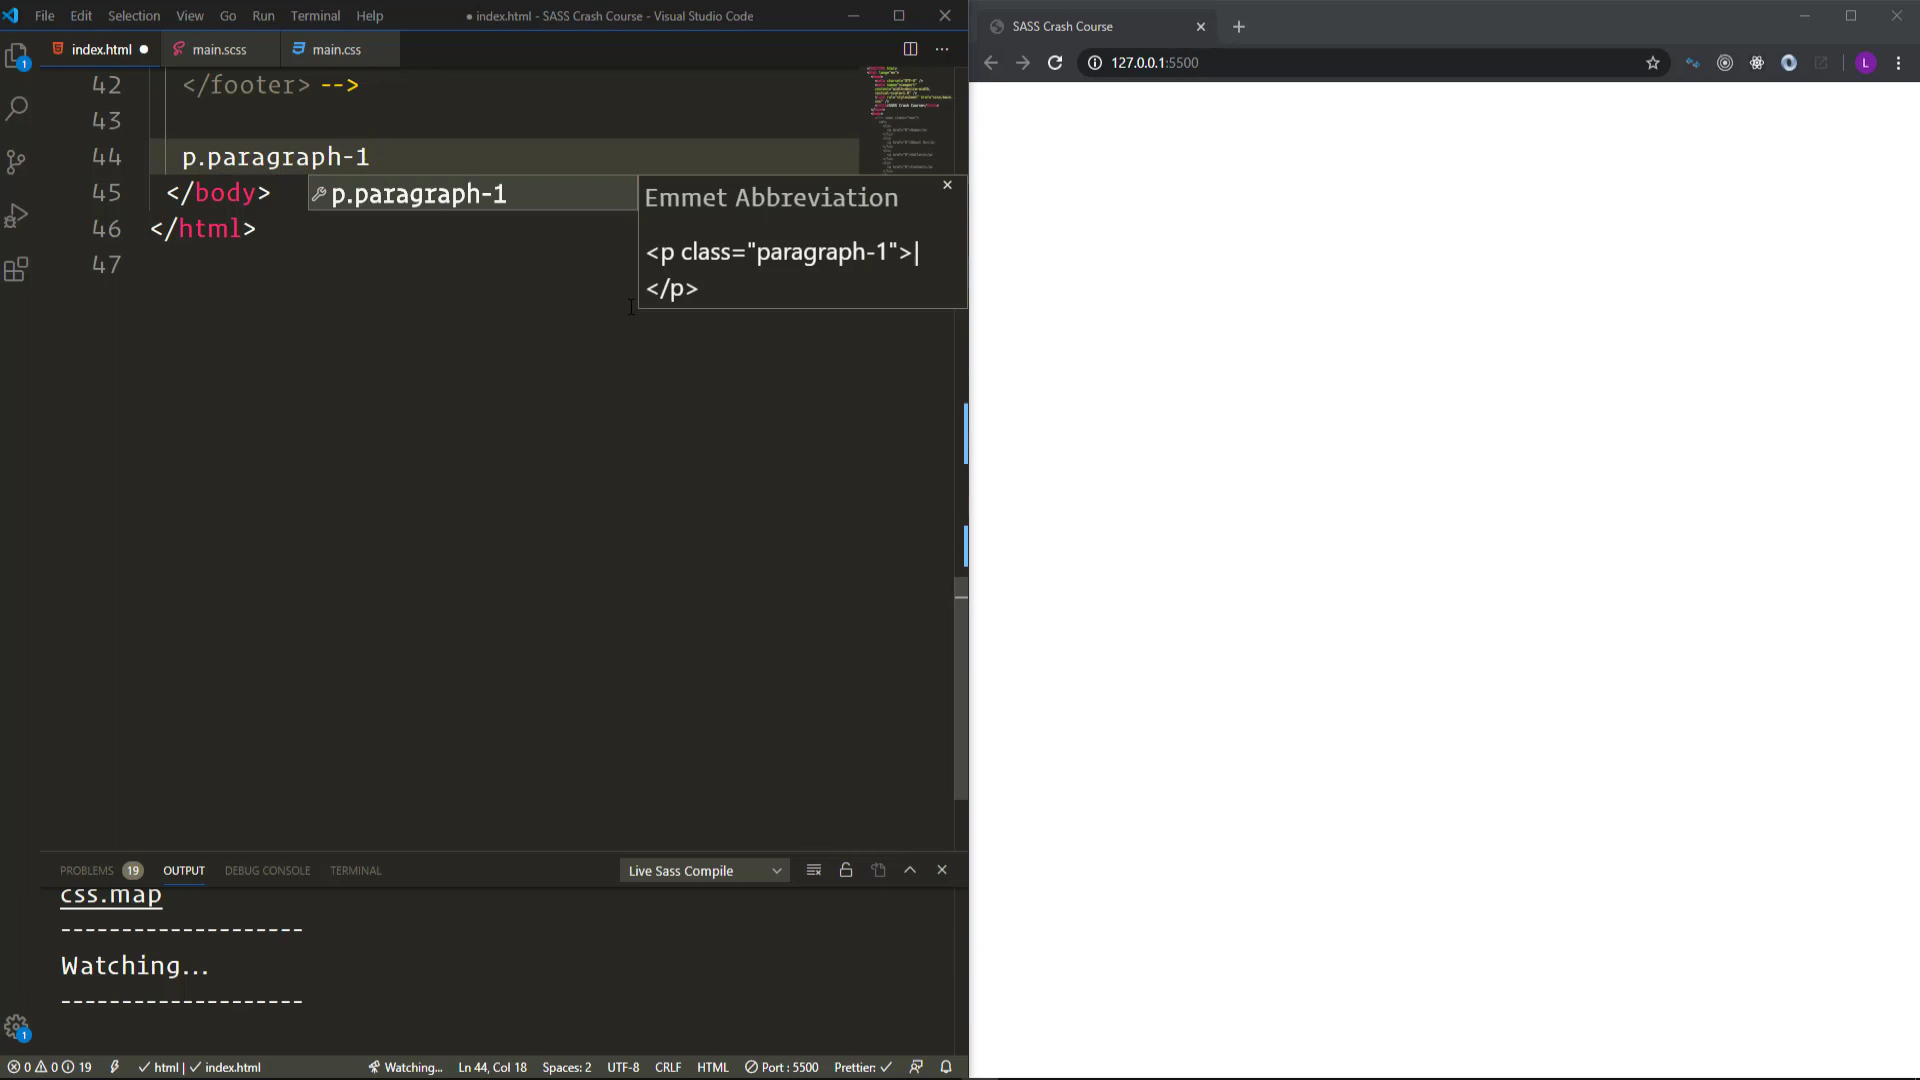 File Edit Selection View Go Run Terminal Help ● index.html - SASS Crash Course - Visual Studio Code
index.html main.scss main.css
42 </footer> -->
43
44 p.paragraph-1
45 </body>
46 </html>
47
p.paragraph-1
Emmet Abbreviation
<p class="paragraph-1">|
</p>
PROBLEMS 19 OUTPUT DEBUG CONSOLE TERMINAL Live Sass Compile
css.map
--------------------
Watching...
--------------------
0 0 19 html | index.html Watching... Ln 44, Col 18 Spaces: 2 UTF-8 CRLF HTML Port : 5500 Prettier:
1
1
SASS Crash Course
127.0.0.1:5500
L